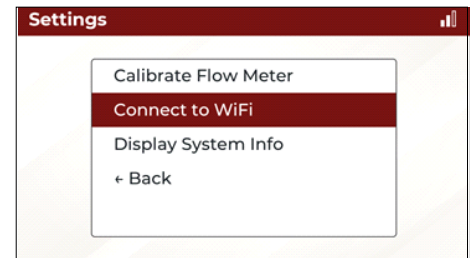 Settings
Calibrate Flow Meter
Connect to WiFi
Display System Info
← Back